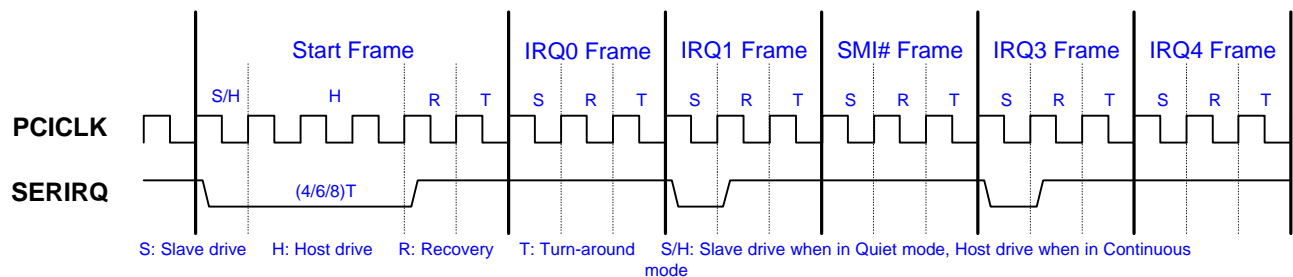 Start Frame IRQ0 Frame IRQ1 Frame SMI# Frame IRQ3 Frame IRQ4 Frame
S/H H R T S R T S R T S R T S R T S R T
PCICLK
SERIRQ (4/6/8)T
S: Slave drive H: Host drive R: Recovery T: Turn-around S/H: Slave drive when in Quiet mode, Host drive when in Continuous
mode